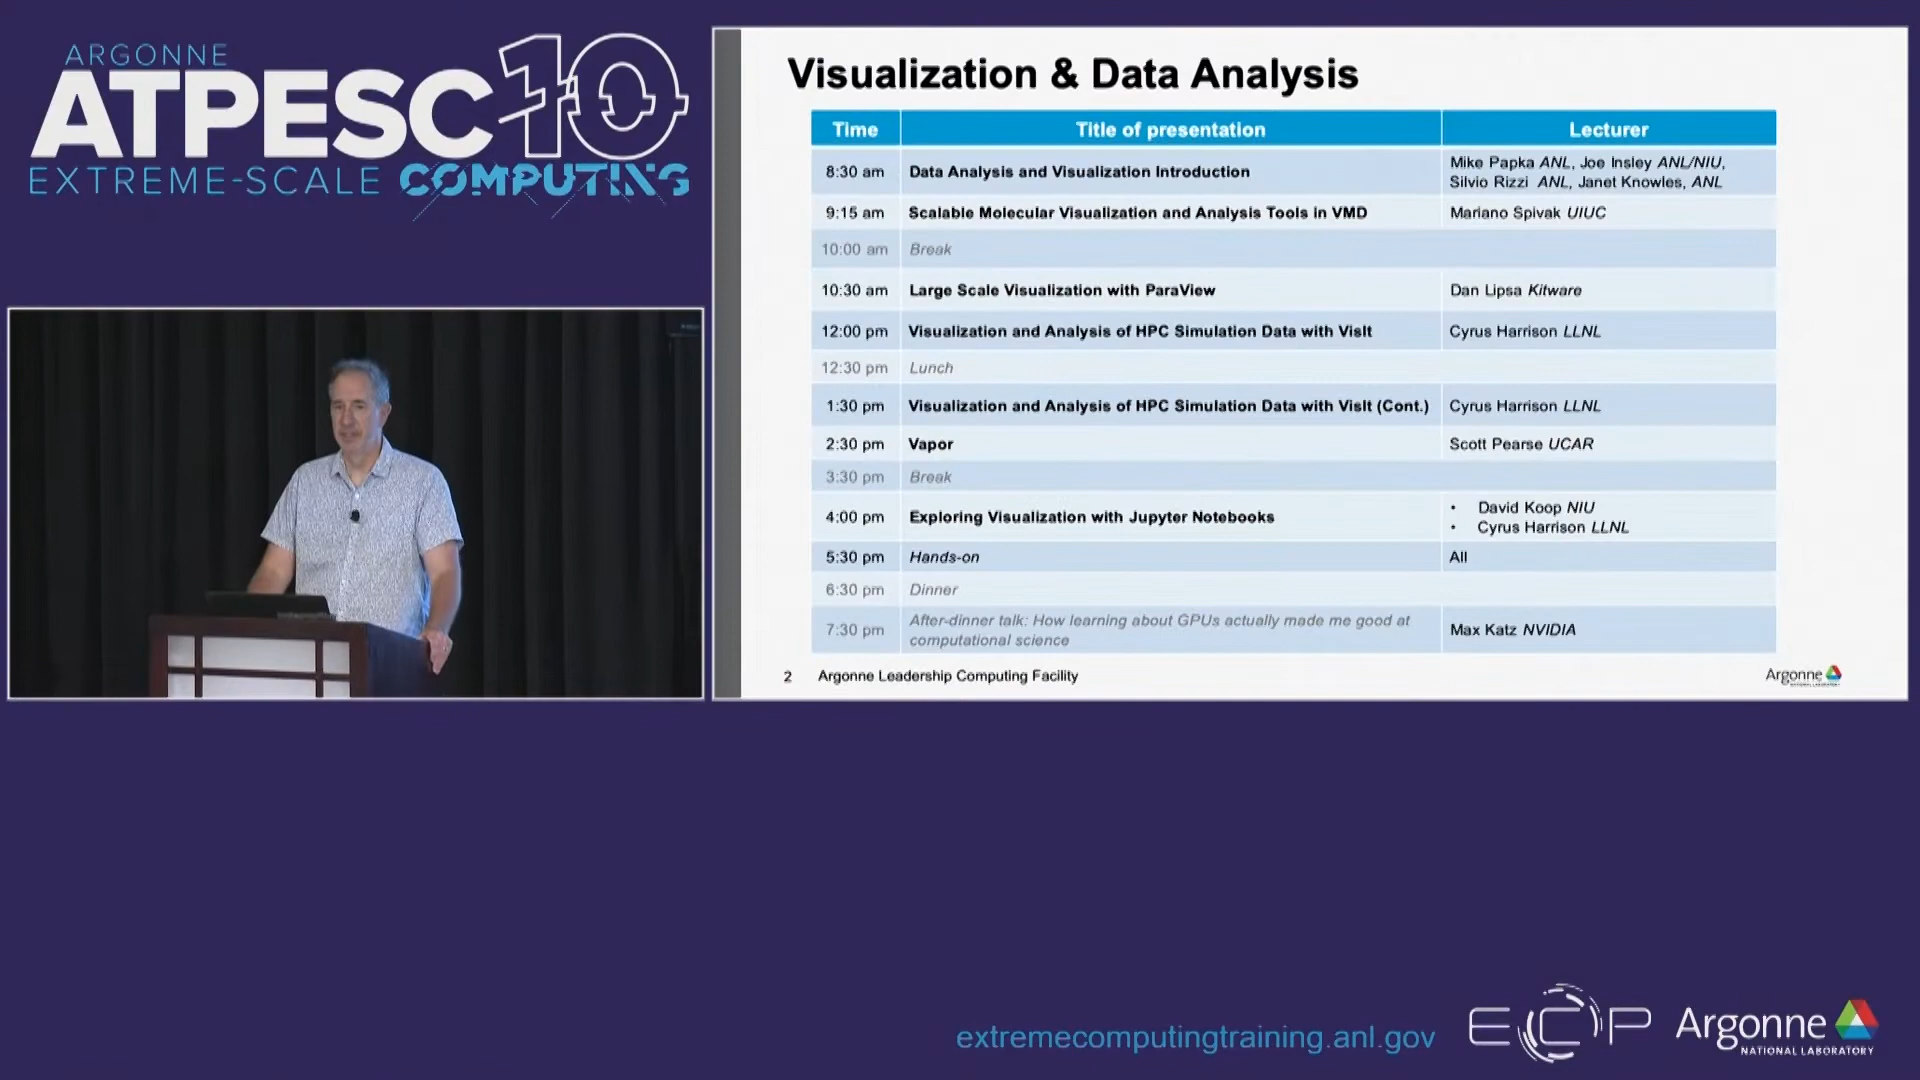 ARGONNE
ATPESC10
EXTREME-SCALE COMPUTING
Visualization & Data Analysis
Time Title of presentation Lecturer
8:30 am Data Analysis and Visualization Introduction Mike Papka ANL, Joe Insley ANL/NIU,
Silvio Rizzi ANL, Janet Knowles, ANL
9:15 am Scalable Molecular Visualization and Analysis Tools in VMD Mariano Spivak UIUC
10:00 am Break
10:30 am Large Scale Visualization with ParaView Dan Lipsa Kitware
12:00 pm Visualization and Analysis of HPC Simulation Data with VisIt Cyrus Harrison LLNL
12:30 pm Lunch
1:30 pm Visualization and Analysis of HPC Simulation Data with VisIt (Cont.) Cyrus Harrison LLNL
2:30 pm Vapor Scott Pearse UCAR
3:30 pm Break
4:00 pm Exploring Visualization with Jupyter Notebooks • David Koop NIU
• Cyrus Harrison LLNL
5:30 pm Hands-on All
6:30 pm Dinner
7:30 pm After-dinner talk: How learning about GPUs actually made me good at
computational science Max Katz NVIDIA
2 Argonne Leadership Computing Facility
Argonne
extremecomputingtraining.anl.gov
ECP
Argonne
NATIONAL LABORATORY